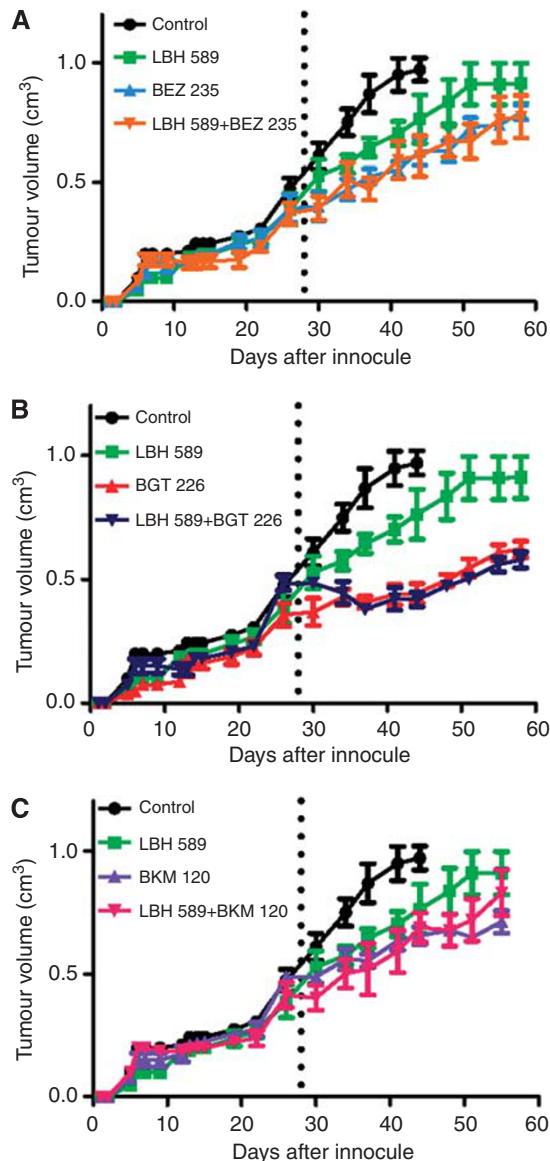 A
Control
LBH 589
BEZ 235
LBH 589+BEZ 235
Tumour volume (cm3)
1.0
0.5
0.0
0 10 20 30 40 50 60
Days after innocule
B
Control
LBH 589
BGT 226
LBH 589+BGT 226
Tumour volume (cm3)
1.0
0.5
0.0
0 10 20 30 40 50 60
Days after innocule
C
Control
LBH 589
BKM 120
LBH 589+BKM 120
Tumour volume (cm3)
1.0
0.5
0.0
0 10 20 30 40 50 60
Days after innocule